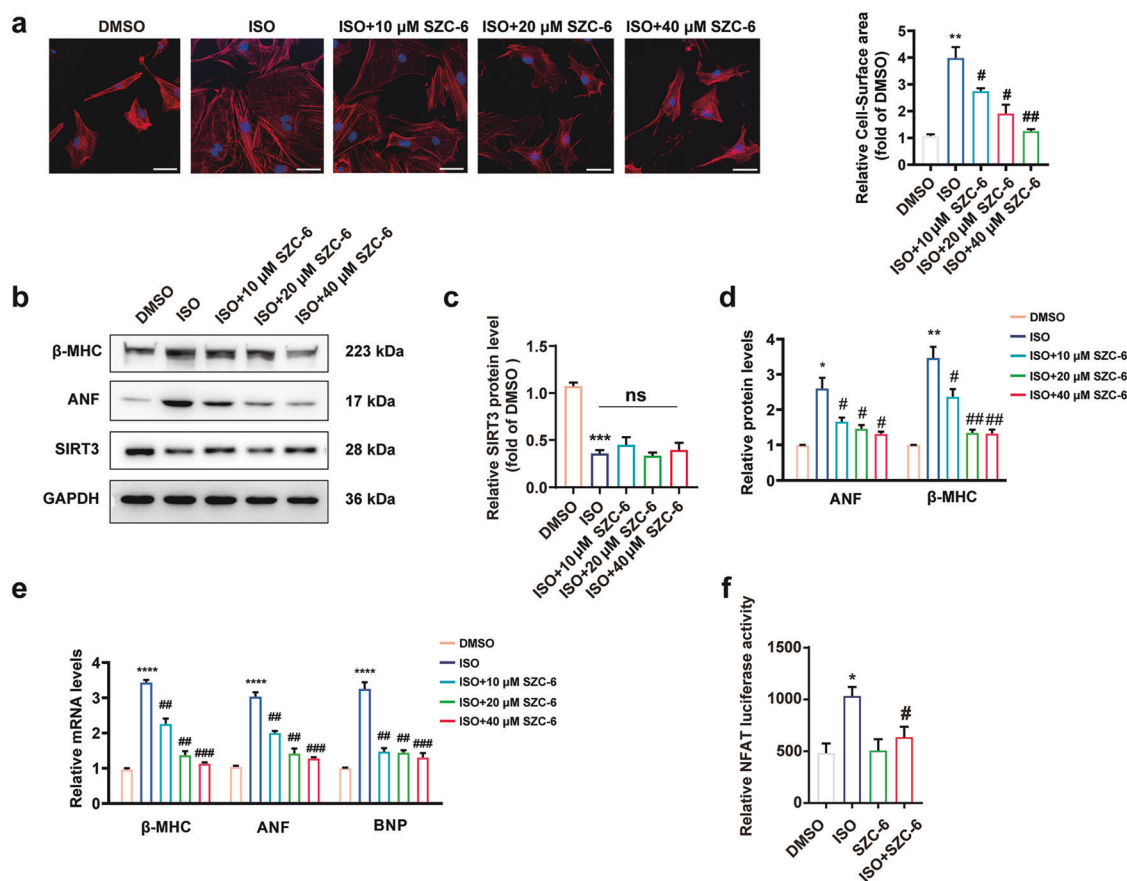 a
DMSO
ISO
ISO+10 μM SZC-6
ISO+20 μM SZC-6
ISO+40 μM SZC-6
Relative Cell-Surface area
(fold of DMSO)
5
4
3
2
1
0
**
#
#
##
DMSO
ISO
ISO+10 μM SZC-6
ISO+20 μM SZC-6
ISO+40 μM SZC-6
b
DMSO
ISO
ISO+10 μM SZC-6
ISO+20 μM SZC-6
ISO+40 μM SZC-6
β-MHC
223 kDa
ANF
17 kDa
SIRT3
28 kDa
GAPDH
36 kDa
c
Relative SIRT3 protein level
(fold of DMSO )
1.5
1.0
0.5
0.0
***
ns
DMSO
ISO
ISO+10 μM SZC-6
ISO+20 μM SZC-6
ISO+40 μM SZC-6
d
Relative protein levels
4
3
2
1
0
*
#
#
#
**
#
##
##
ANF
β-MHC
DMSO
ISO
ISO+10 μM SZC-6
ISO+20 μM SZC-6
ISO+40 μM SZC-6
e
Relative mRNA levels
4
3
2
1
0
****
##
##
###
****
##
##
###
****
##
##
###
β-MHC
ANF
BNP
DMSO
ISO
ISO+10 μM SZC-6
ISO+20 μM SZC-6
ISO+40 μM SZC-6
f
Relative NFAT luciferase activity
1500
1000
500
0
*
#
DMSO
ISO
SZC-6
ISO+SZC-6